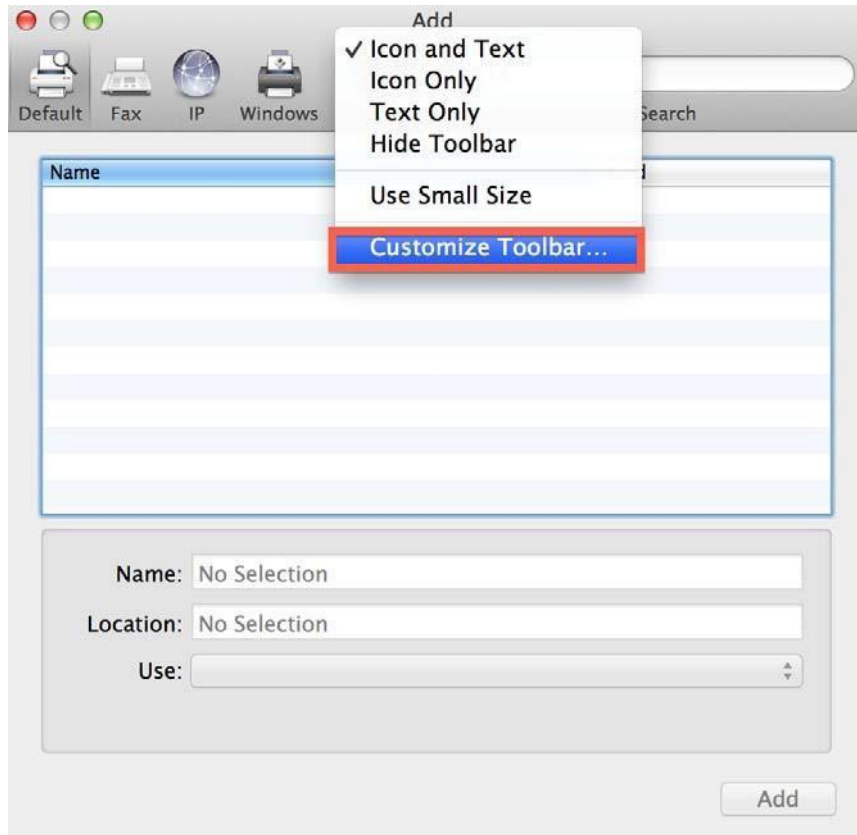 Add
Default Fax IP Windows
Search
✓ Icon and Text
Icon Only
Text Only
Hide Toolbar
Use Small Size
Customize Toolbar...
Name
Name: No Selection
Location: No Selection
Use:
Add